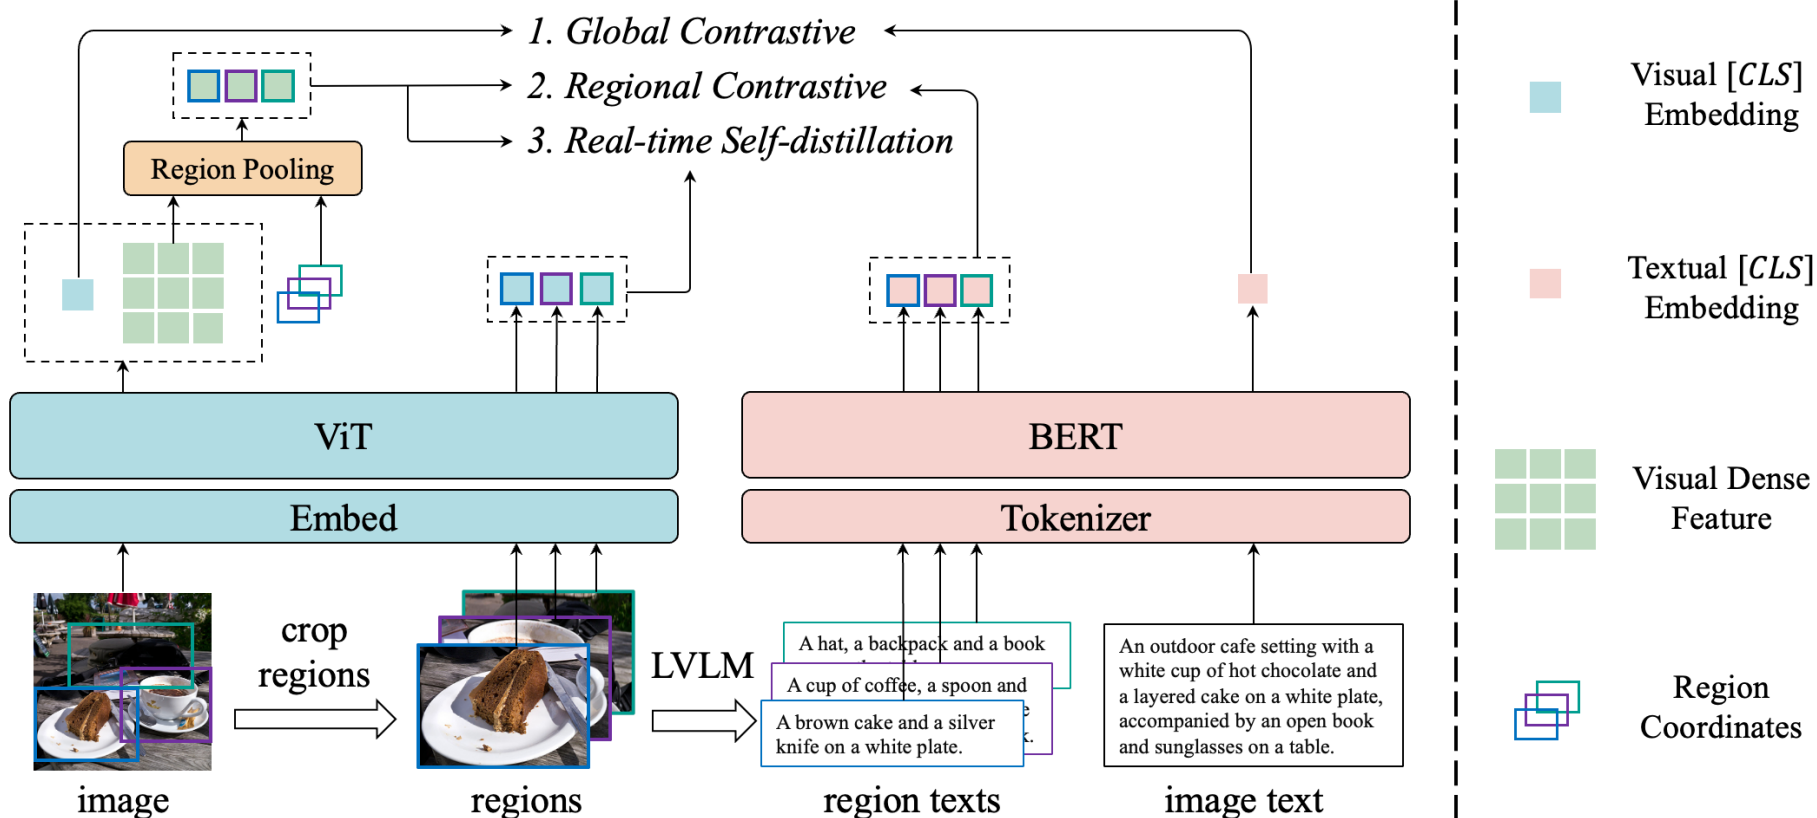 1. Global Contrastive
2. Regional Contrastive
3. Real-time Self-distillation
Region Pooling
ViT
Embed
BERT
Tokenizer
crop
regions
LVLM
A hat, a backpack and a book
A cup of coffee, a spoon and
A brown cake and a silver
knife on a white plate.
An outdoor cafe setting with a
white cup of hot chocolate and
a layered cake on a white plate,
accompanied by an open book
and sunglasses on a table.
image
regions
region texts
image text
Visual [CLS]
Embedding
Textual [CLS]
Embedding
Visual Dense
Feature
Region
Coordinates